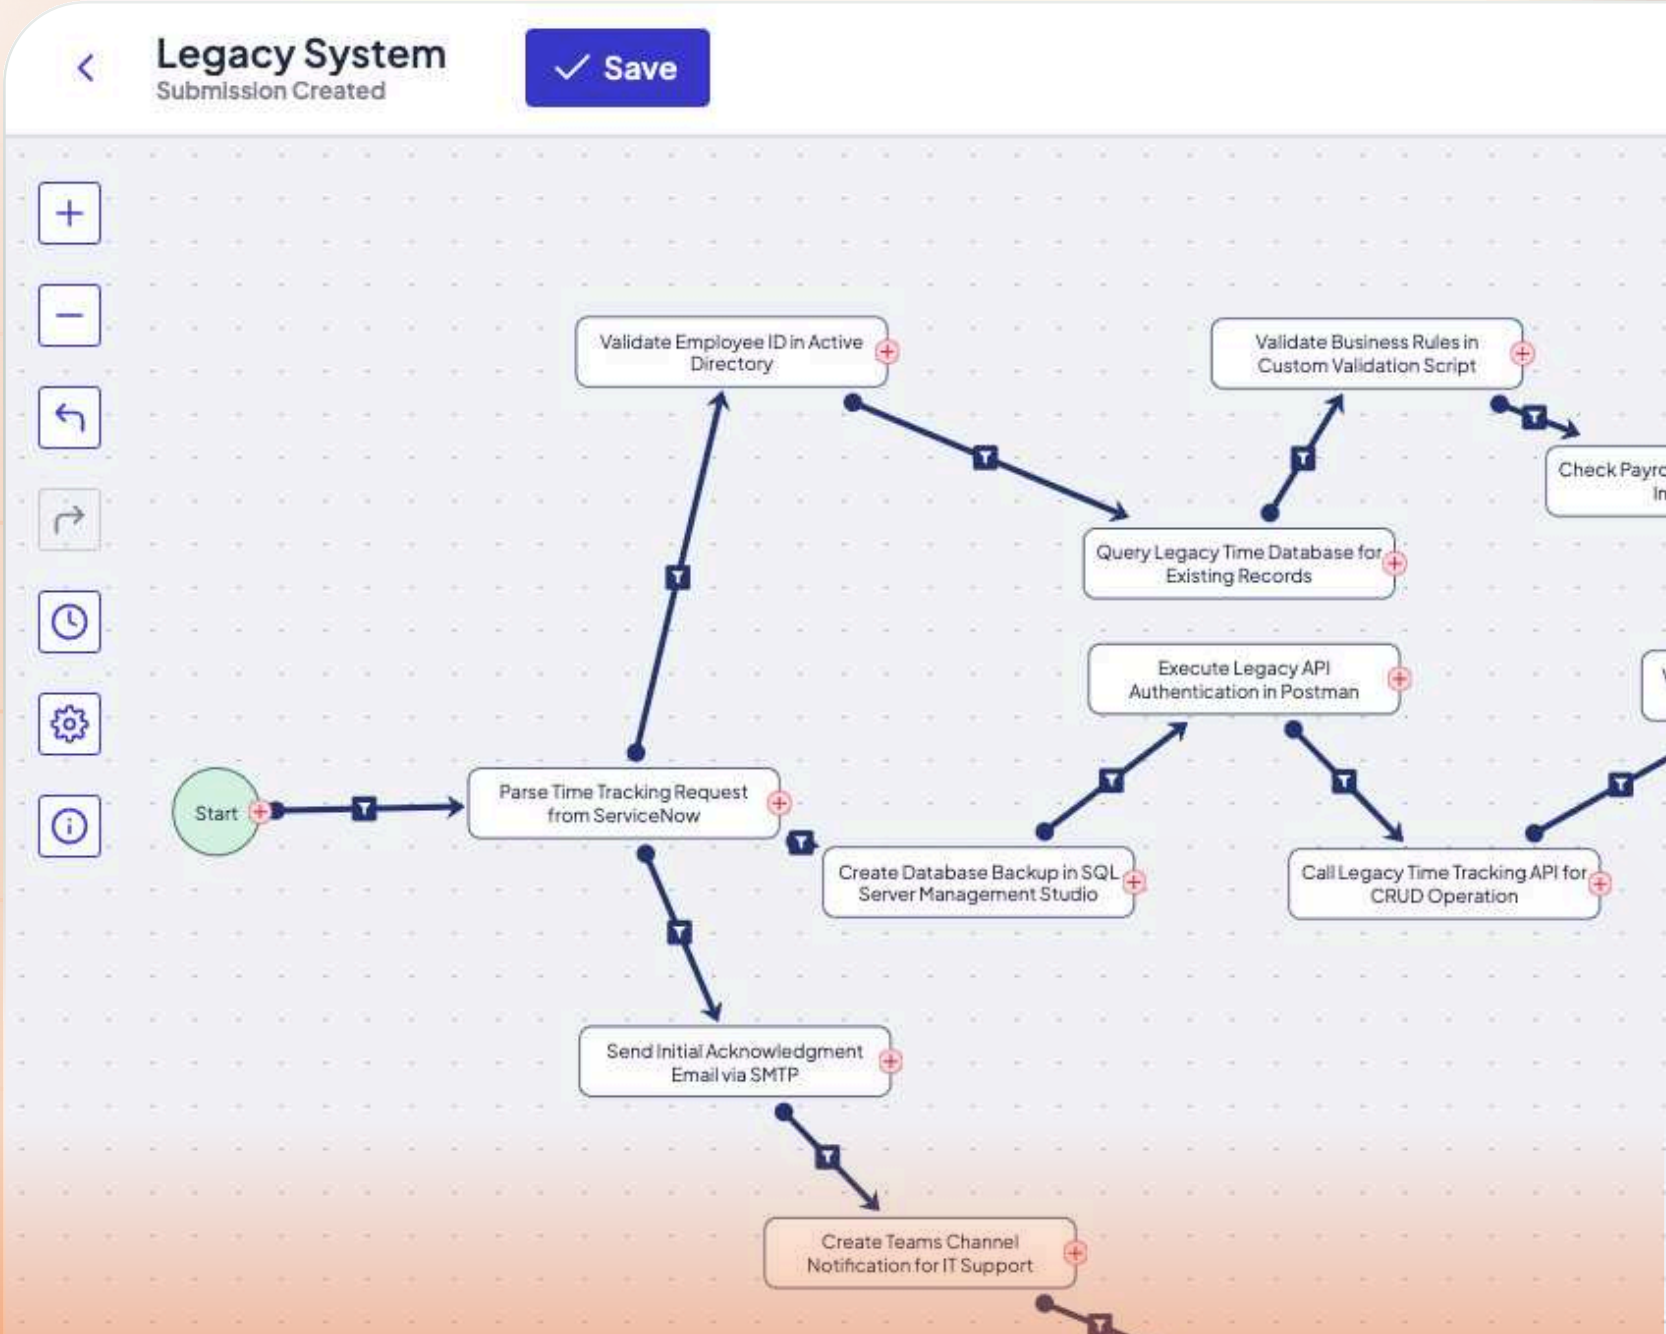 Legacy System
Submission Created
Save
Validate Employee ID in Active
Directory
Validate Business Rules in
Custom Validation Script
Check
Query Legacy Time Database for
Existing Records
Execute Legacy API
Authentication in Postman
Start
Parse Time Tracking Request
from ServiceNow
Create Database Backup in SQL
Server Management Studio
Call Legacy Time Tracking API for
CRUD Operation
Send Initial Acknowledgment
Email via SMTP
Create Teams Channel
Notification for IT Support